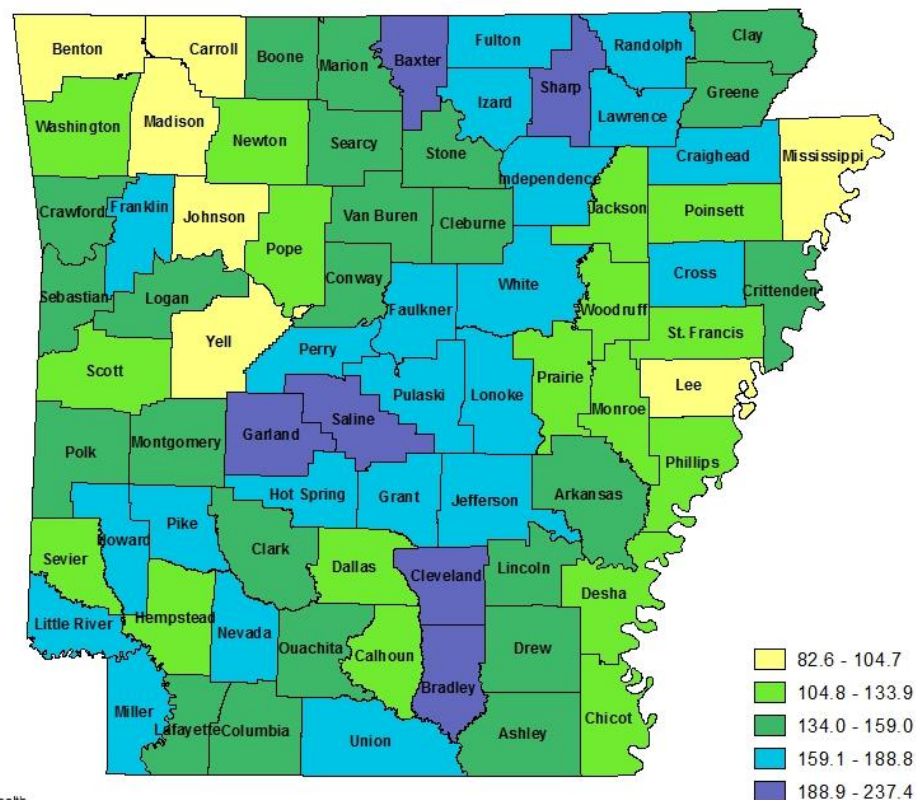 Benton
Carroll
Boone
Marion
Baxter
Fulton
Sharp
Randolph
Clay
Greene
Washington
Madison
Newton
Searcy
Stone
Izard
Lawrence
Craighead
Mississippi
Crawford
Franklin
Johnson
Pope
Van Buren
Cleburne
Independence
Jackson
Poinsett
Sebastian
Logan
Conway
Faulkner
White
Woodruff
Cross
Crittenden
Scott
Yell
Perry
Pulaski
Lonoke
Prairie
Monroe
St. Francis
Lee
Polk
Montgomery
Garland
Saline
Hot Spring
Grant
Jefferson
Arkansas
Phillips
Sevier
Howard
Pike
Clark
Dallas
Cleveland
Lincoln
Desha
Little River
Hempstead
Nevada
Ouachita
Calhoun
Bradley
Drew
Miller
Lafayette
Columbia
Union
Ashley
Chicot
82.6 - 104.7
104.8 - 133.9
134.0 - 159.0
159.1 - 188.8
188.9 - 237.4